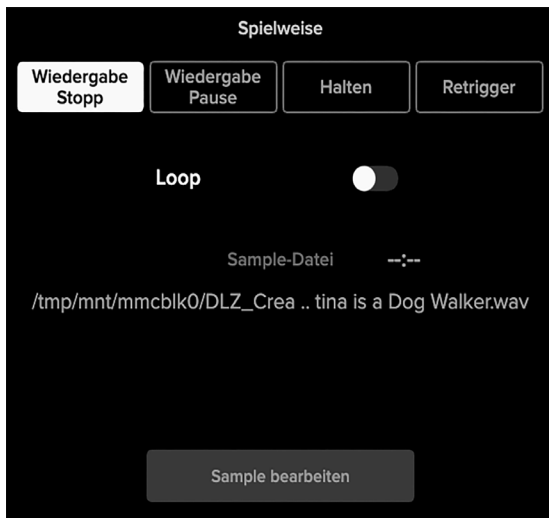 Spielweise
Wiedergabe Wiedergabe Halten Retrigger
Stopp Pause
Loop
Sample-Datei --:--
/tmp/mnt/mmcblk0/DLZ_Crea .. tina is a Dog Walker.wav
Sample bearbeiten